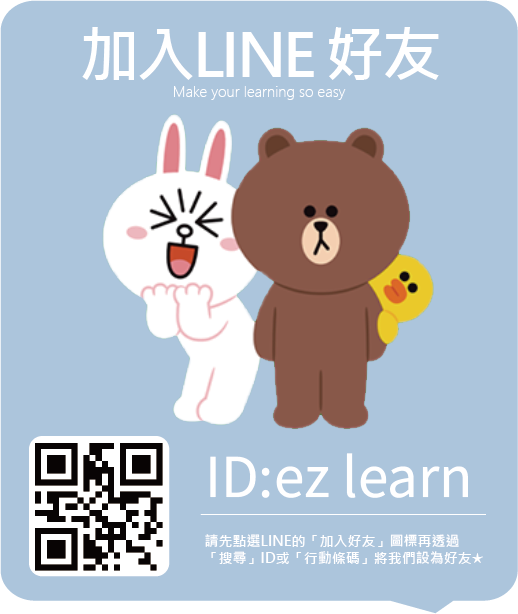 加入LINE 好友
Make your learning so easy
ID:ez learn
請先點選LINE的「加入好友」圖標再透過
「搜尋」ID或「行動條碼」將我們設為好友★